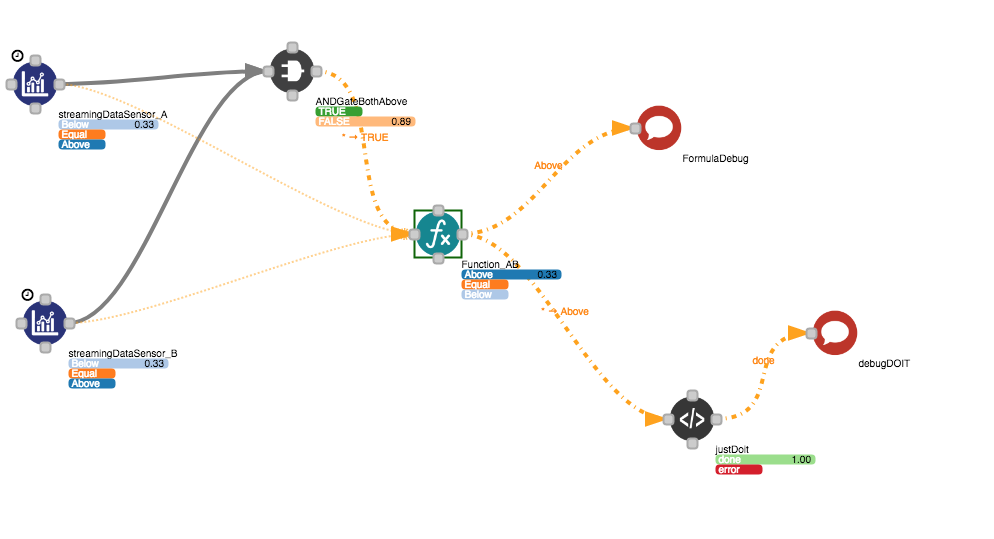 streamingDataSensor_A
Below 0.33
Equal
Above
ANDGateBothAbove
TRUE
FALSE 0.89
* → TRUE
FormulaDebug
Above
fx
Function_AB
Above 0.33
Equal
Below
* → Above
streamingDataSensor_B
Below 0.33
Equal
Above
done
debugDOIT
</>
justDoit
done 1.00
error